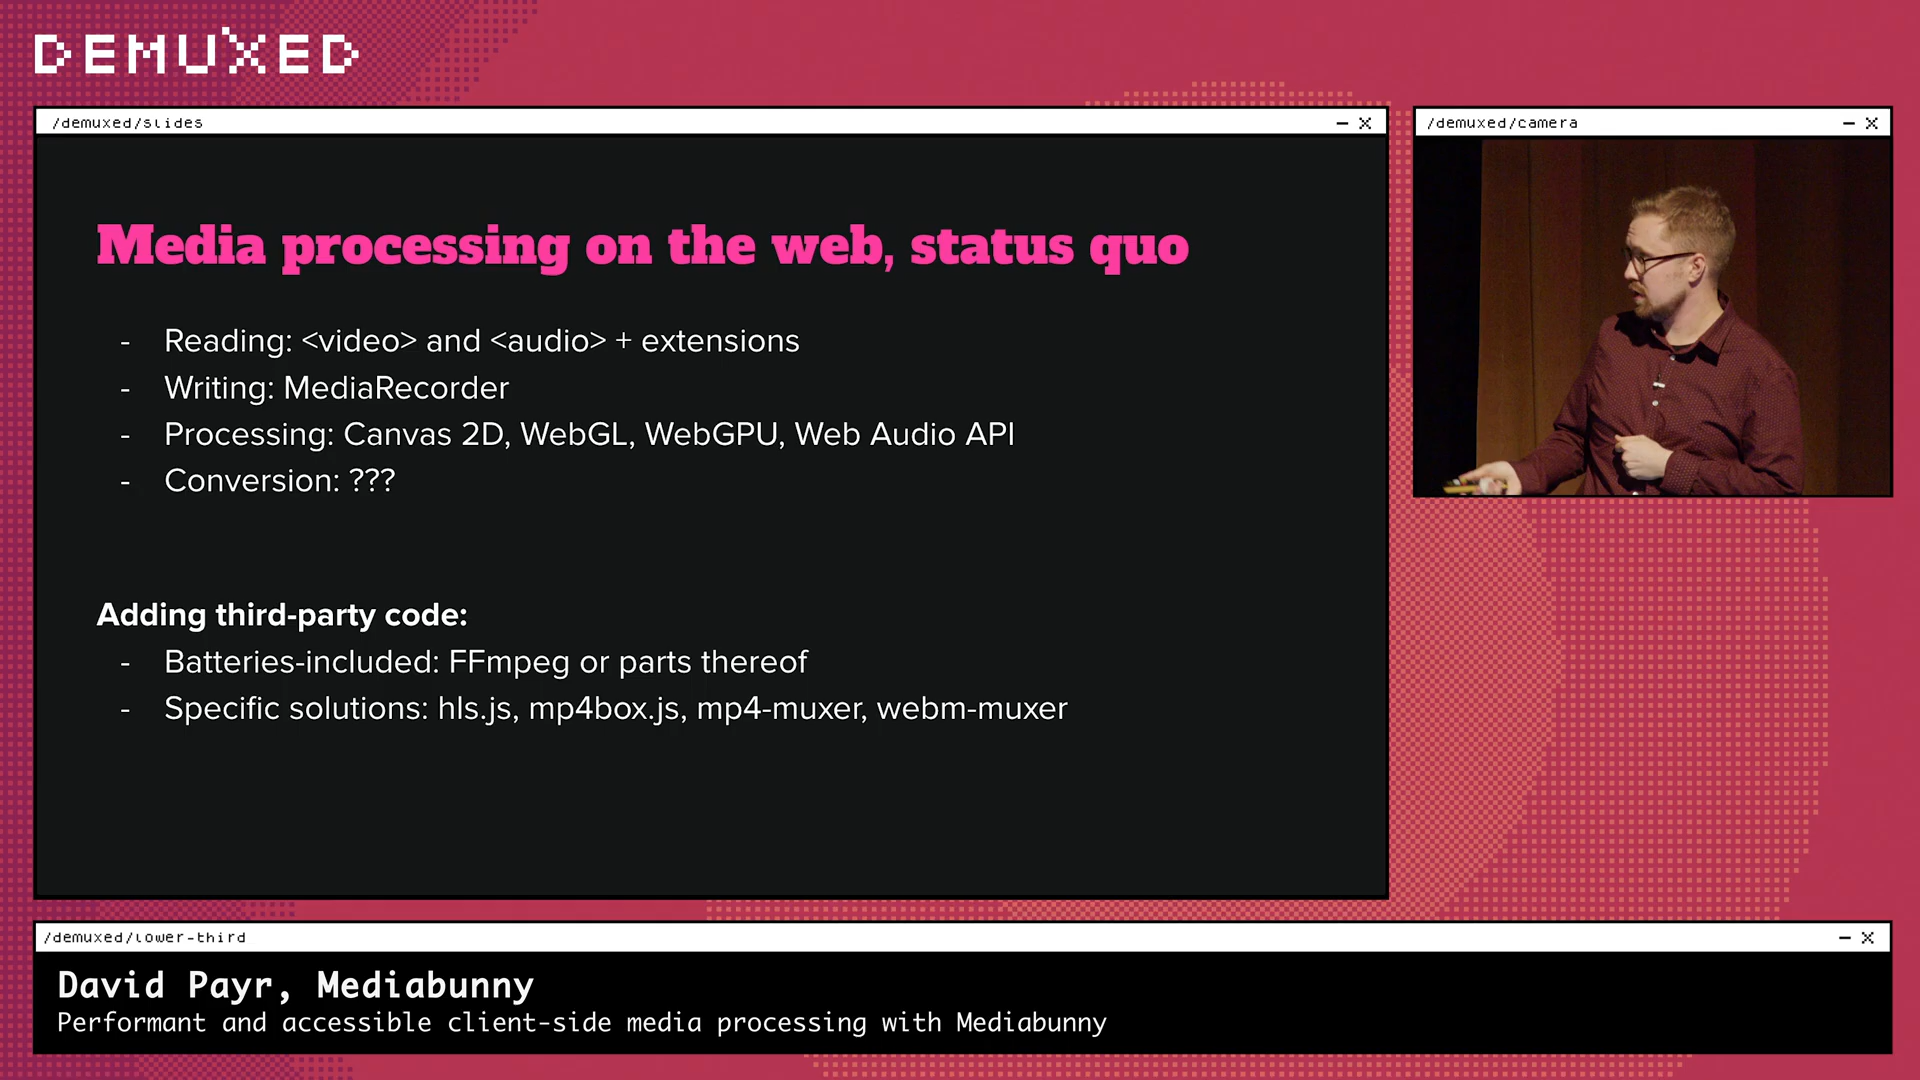 DEMUXED
/demuxed/slides
/demuxed/camera
Media processing on the web, status quo
- Reading: <video> and <audio> + extensions
- Writing: MediaRecorder
- Processing: Canvas 2D, WebGL, WebGPU, Web Audio API
- Conversion: ???
Adding third-party code:
- Batteries-included: FFmpeg or parts thereof
- Specific solutions: hls.js, mp4box.js, mp4-muxer, webm-muxer
/demuxed/lower-third
David Payr, Mediabunny
Performant and accessible client-side media processing with Mediabunny